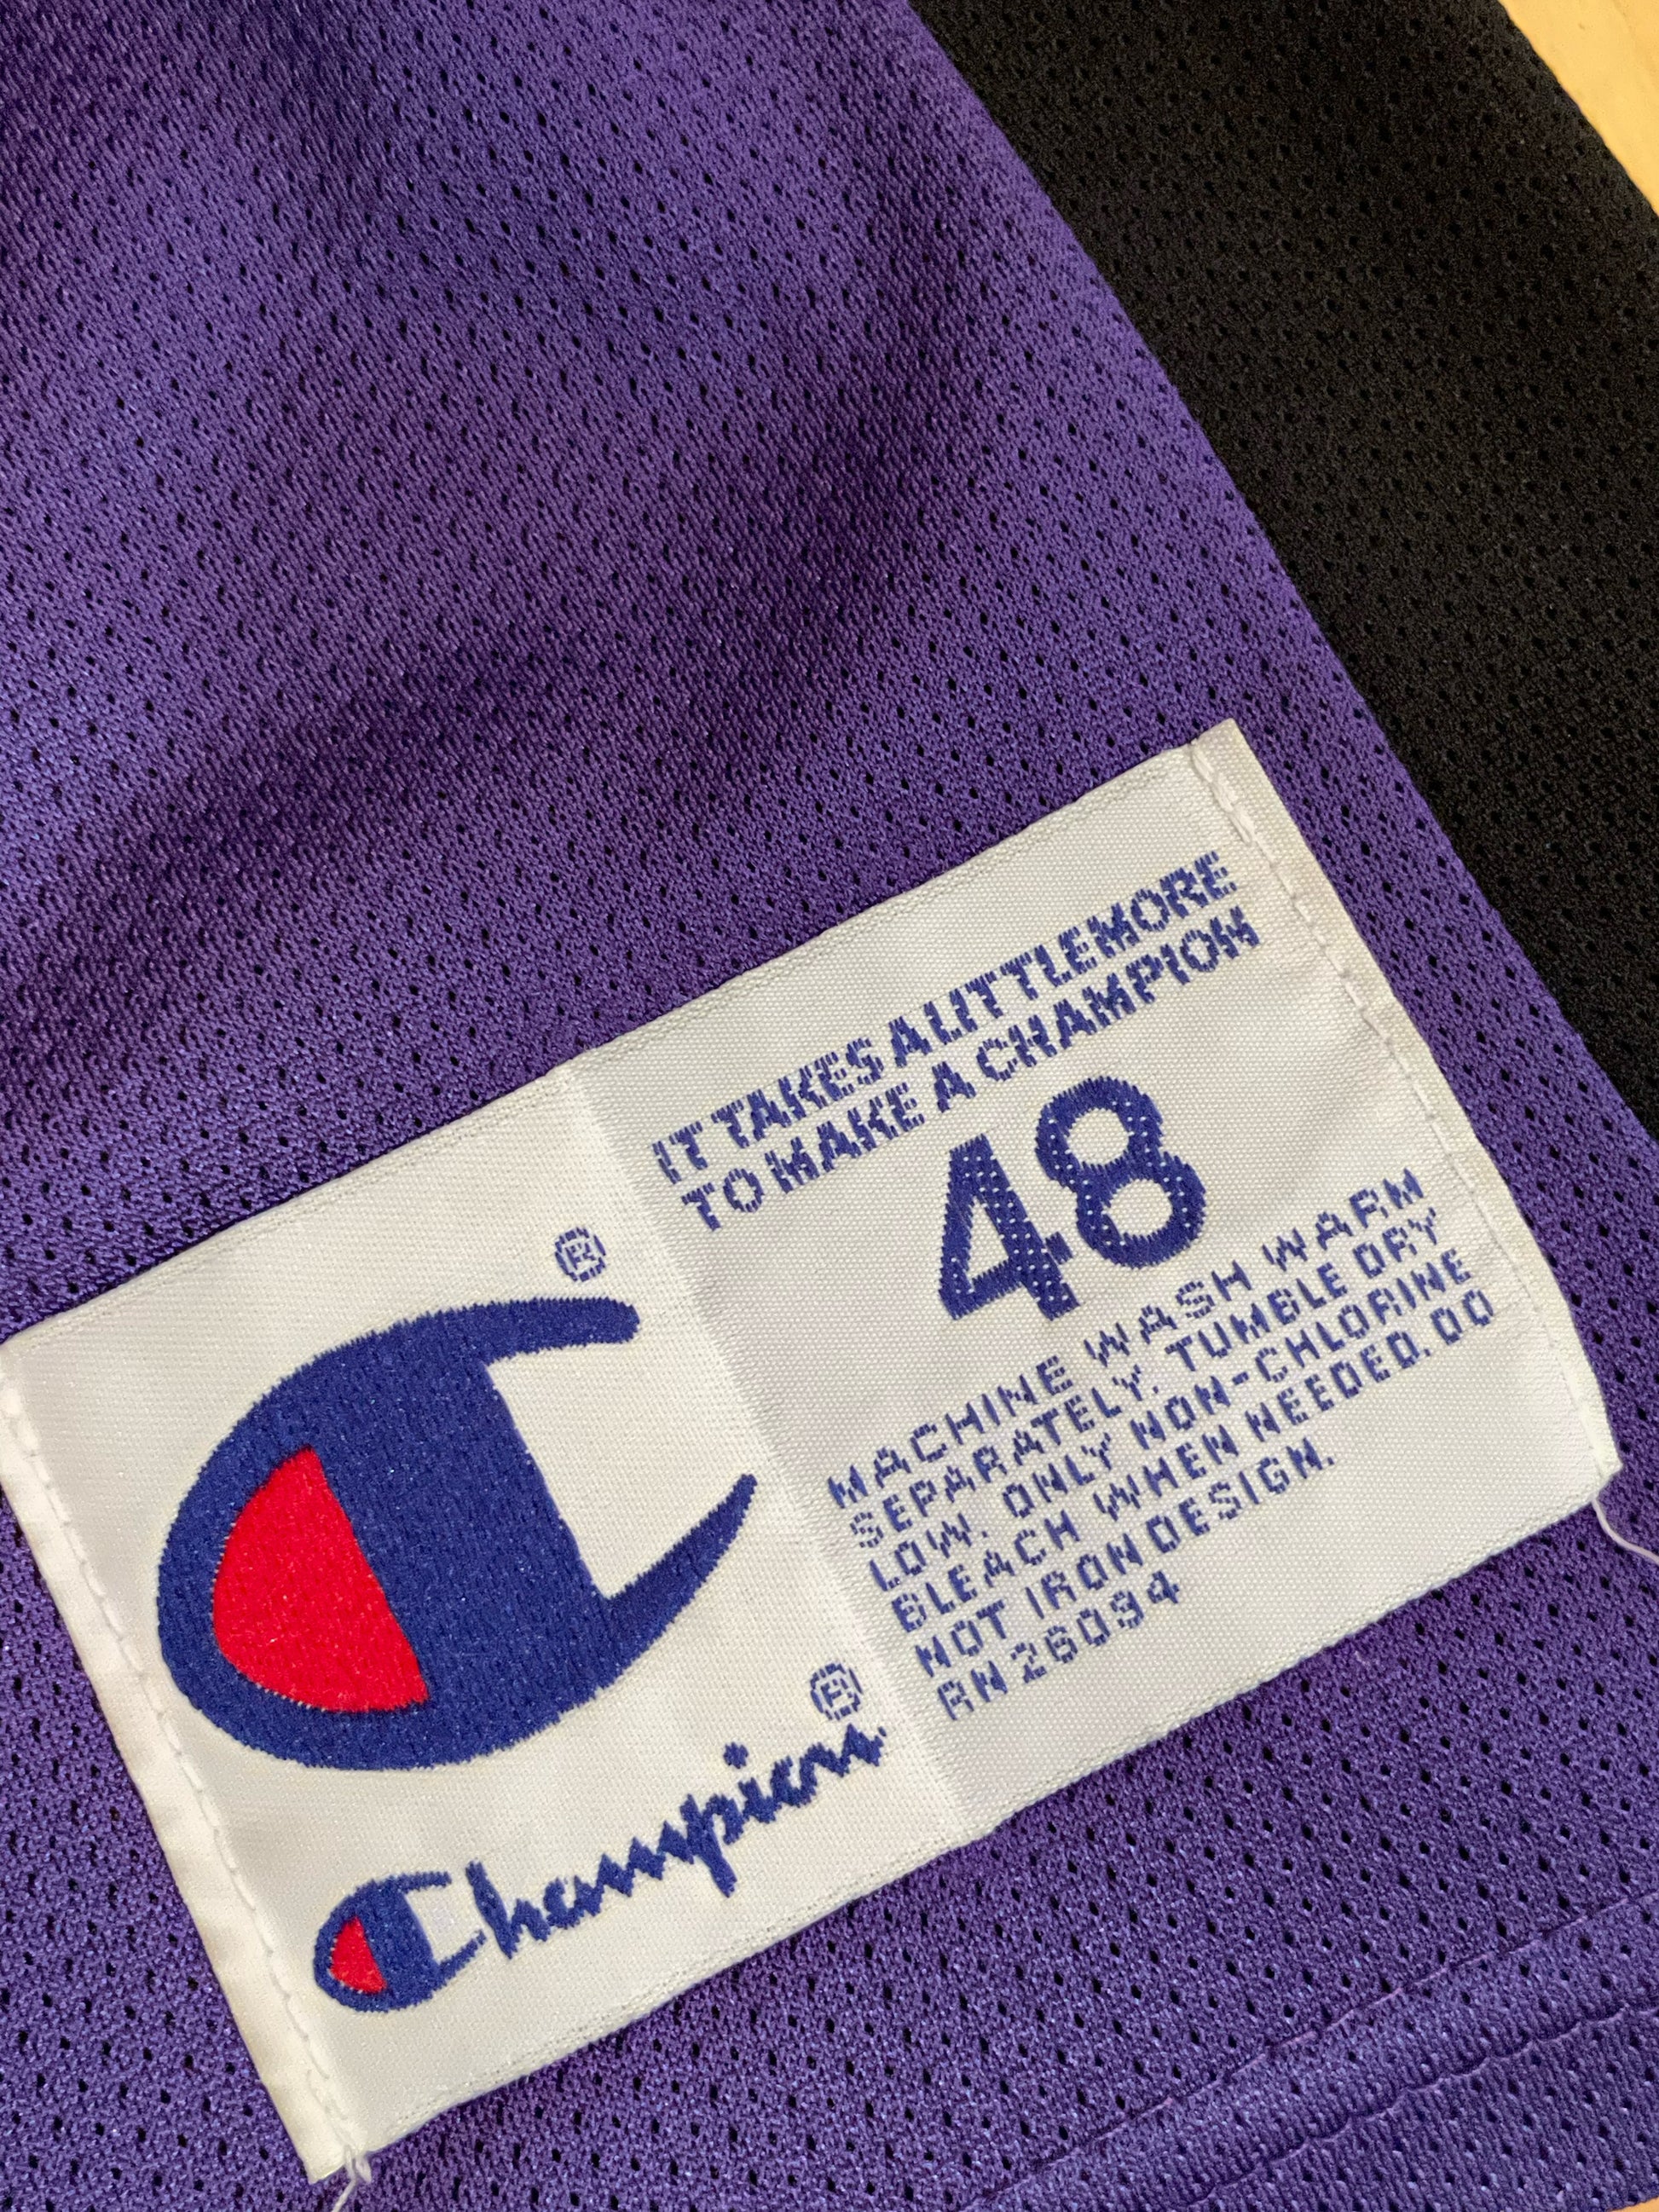 IT TAKES A LITTLE MORE
TO MAKE A CHAMPION
48
MACHINE WASH WARM
SEPARATELY. TUMBLE DRY
LOW. ONLY NON-CHLORINE
BLEACH WHEN NEEDED. DO
NOT IRON DESIGN.
RN 26094
®
Champion®